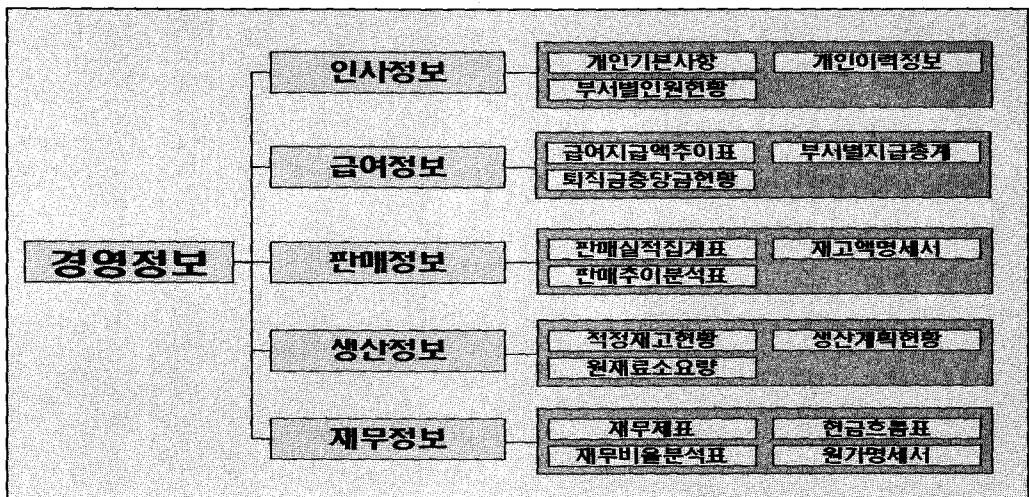 경영정보
인사정보
개인기본사항 개인이력정보
부서별인원현황
급여정보
급여지급액추이표 부서별지급총계
퇴직금충당금현황
판매정보
판매실적집계표 재고액명세서
판매추이분석표
생산정보
적정재고현황 생산계획현황
원재료소요량
재무정보
재무제표 현금흐름표
재무비율분석표 원가명세서